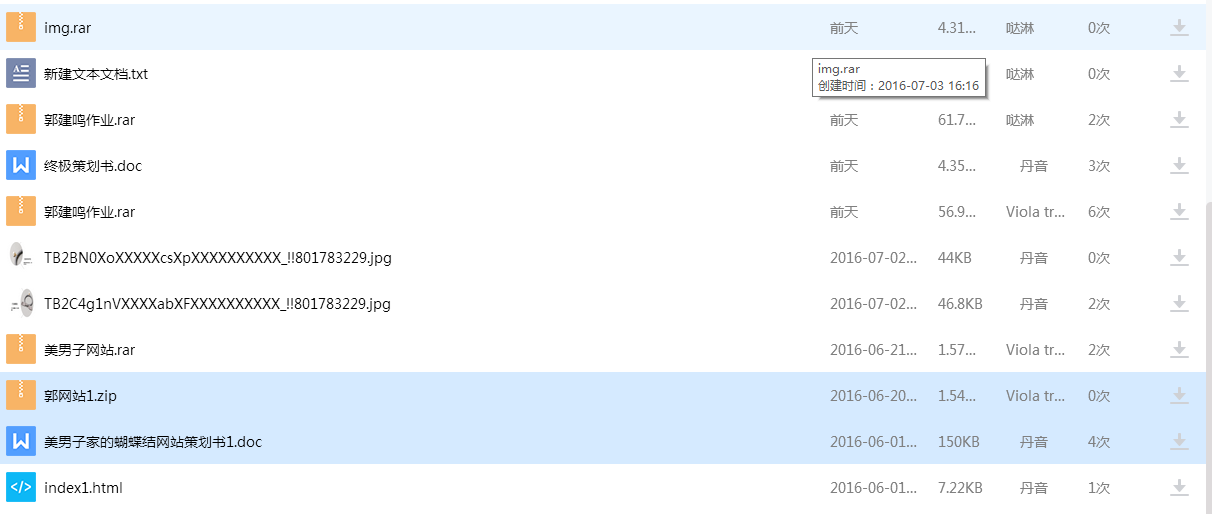 img.rar 前天 4.31... 哒淋 0次
新建文本文档.txt 哒淋 0次
img.rar
创建时间：2016-07-03 16:16
郭建鸣作业.rar 前天 61.7... 哒淋 2次
终极策划书.doc 前天 4.35... 丹音 3次
郭建鸣作业.rar 前天 56.9... Viola tr... 6次
TB2BN0XoXXXXXcsXpXXXXXXXXXX_!!801783229.jpg 2016-07-02... 44KB 丹音 0次
TB2C4g1nVXXXXabXFXXXXXXXXXX_!!801783229.jpg 2016-07-02... 46.8KB 丹音 2次
美男子网站.rar 2016-06-21... 1.57... Viola tr... 2次
郭网站1.zip 2016-06-20... 1.54... Viola tr... 0次
美男子家的蝴蝶结网站策划书1.doc 2016-06-01... 150KB 丹音 4次
index1.html 2016-06-01... 7.22KB 丹音 1次